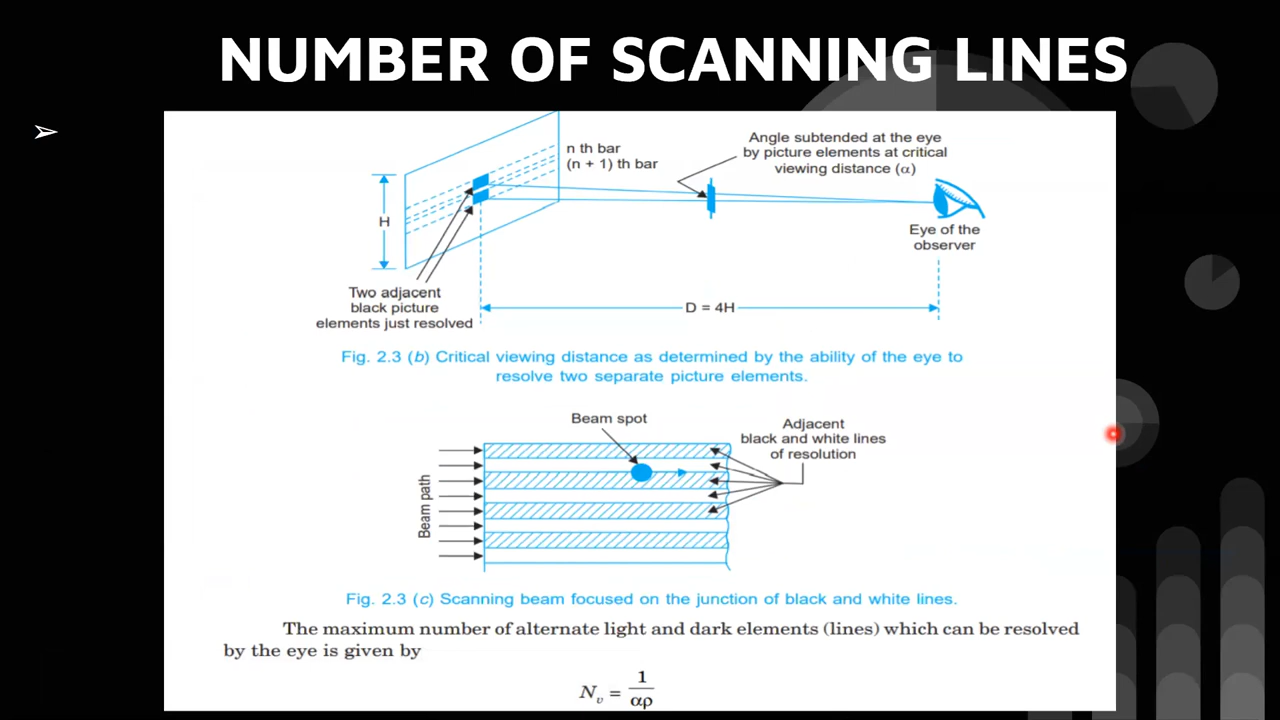 NUMBER OF SCANNING LINES
➢
n th bar
(n + 1) th bar
Angle subtended at the eye
by picture elements at critical
viewing distance (α)
H
Eye of the
observer
Two adjacent
black picture
elements just resolved
D = 4H
Fig. 2.3 (b) Critical viewing distance as determined by the ability of the eye to
resolve two separate picture elements.
Beam spot
Adjacent
black and white lines
of resolution
Beam path
Fig. 2.3 (c) Scanning beam focused on the junction of black and white lines.
The maximum number of alternate light and dark elements (lines) which can be resolved
by the eye is given by
N_v = 1/αρ